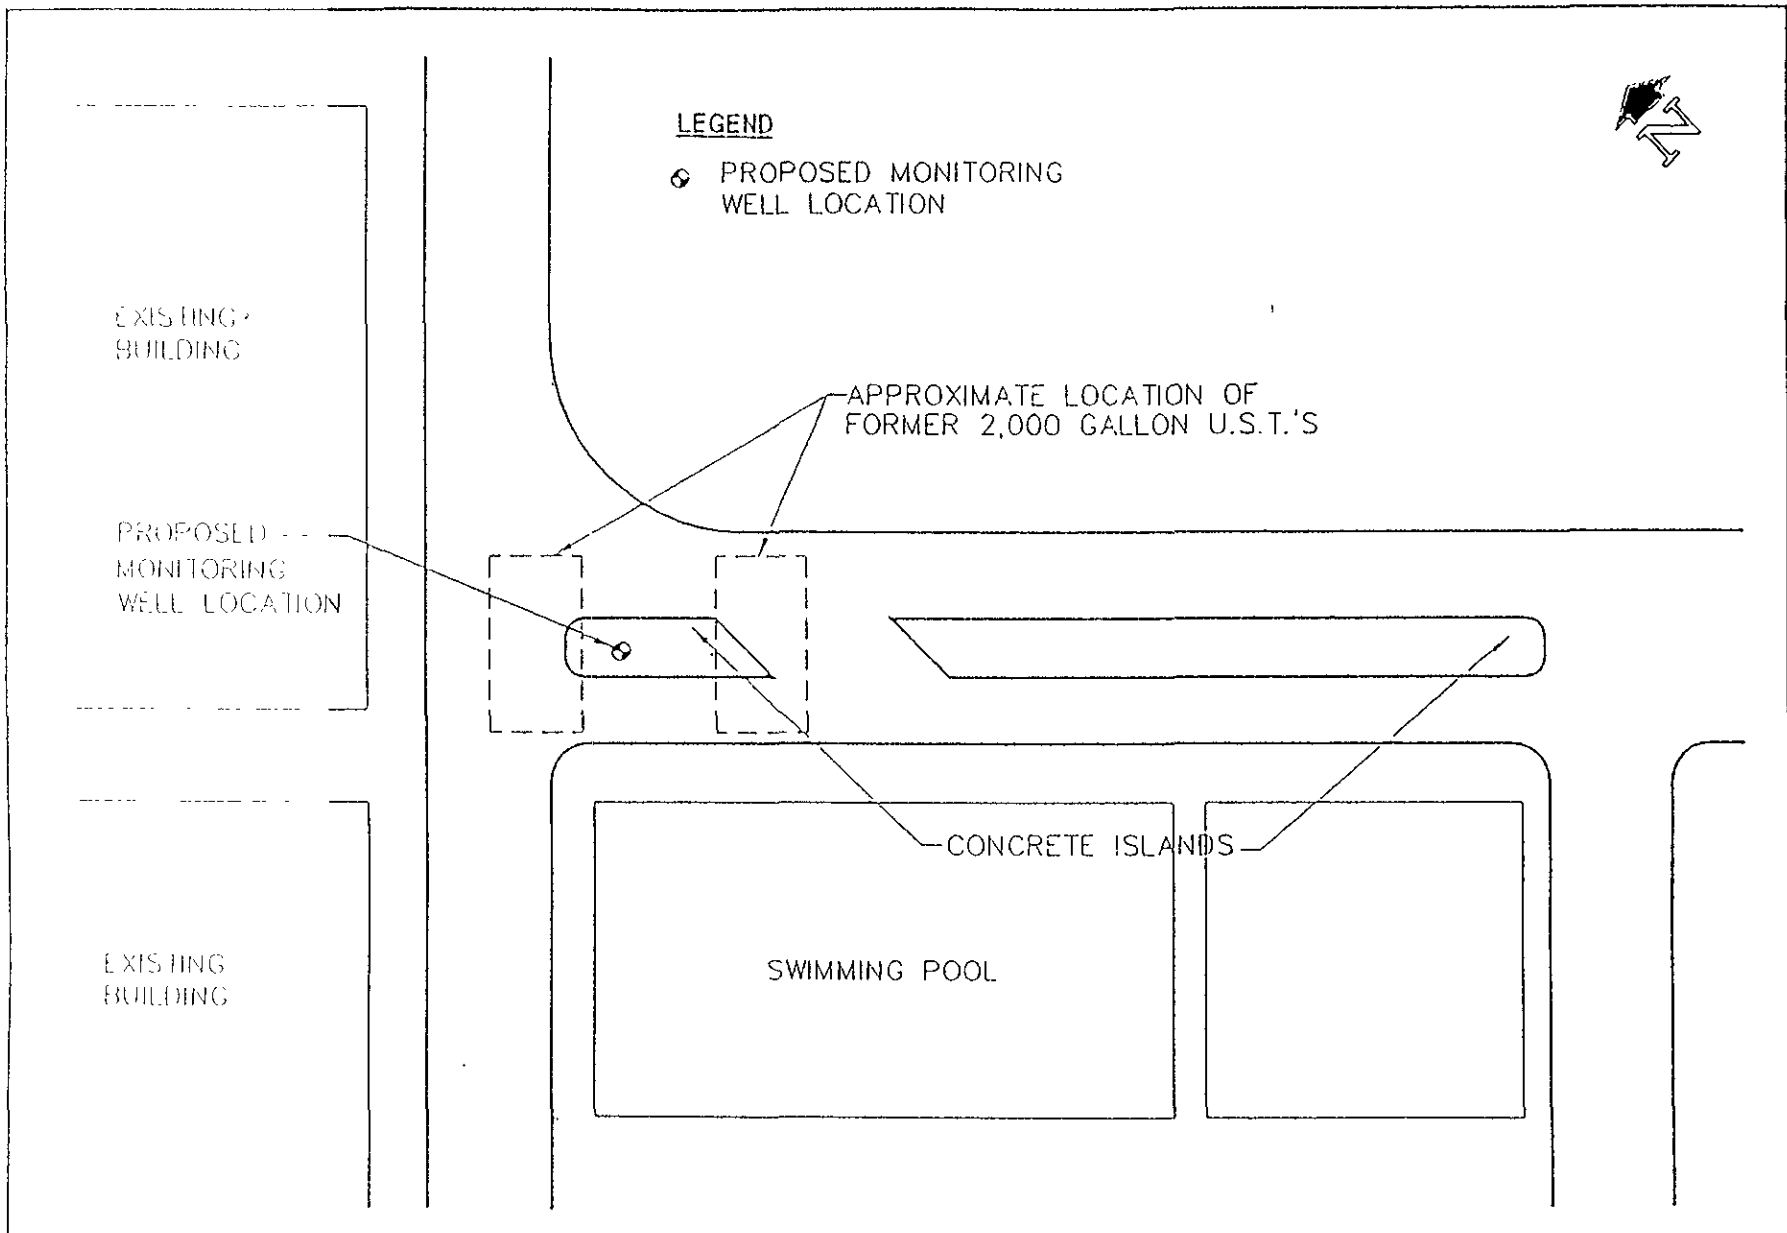 LEGEND
PROPOSED MONITORING
WELL LOCATION
N
EXISTING
BUILDING
APPROXIMATE LOCATION OF
FORMER 2,000 GALLON U.S.T.'S
PROPOSED
MONITORING
WELL LOCATION
CONCRETE ISLANDS
EXISTING
BUILDING
SWIMMING POOL